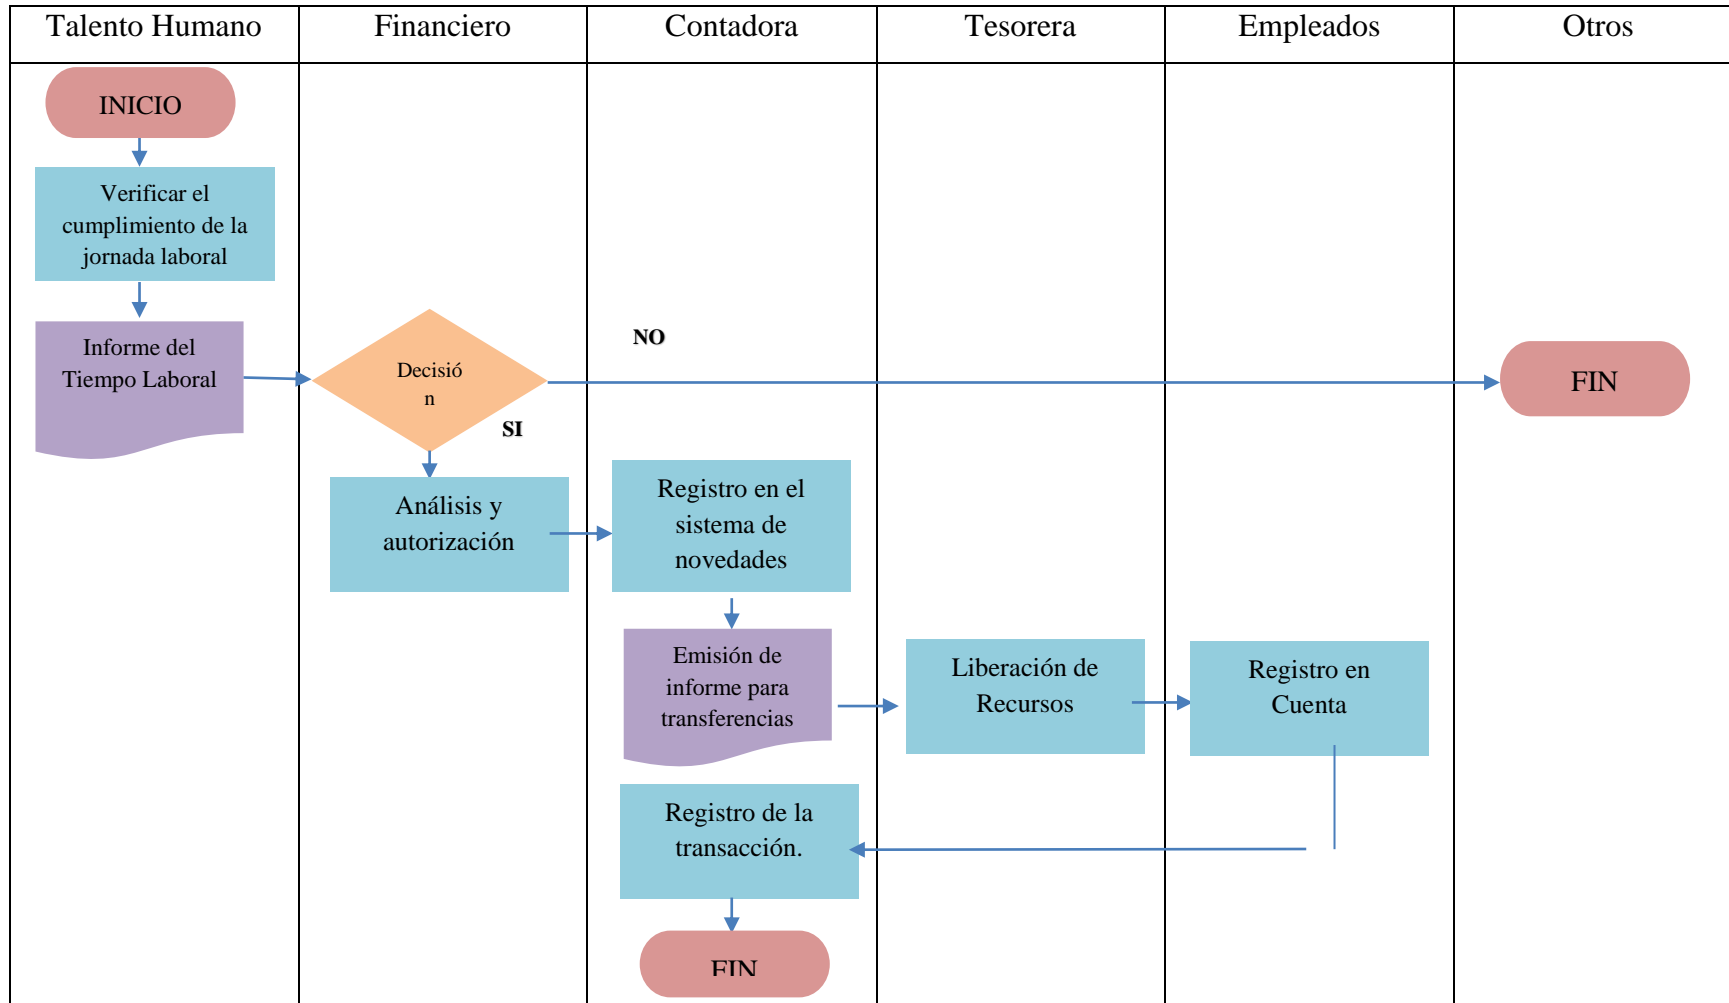 Talento Humano
Financiero
Contadora
Tesorera
Empleados
Otros
INICIO
Verificar el
cumplimiento de la
jornada laboral
Informe del
Tiempo Laboral
Decisió
n
NO
SI
FIN
Análisis y
autorización
Registro en el
sistema de
novedades
Emisión de
informe para
transferencias
Liberación de
Recursos
Registro en
Cuenta
Registro de la
transacción.
FIN